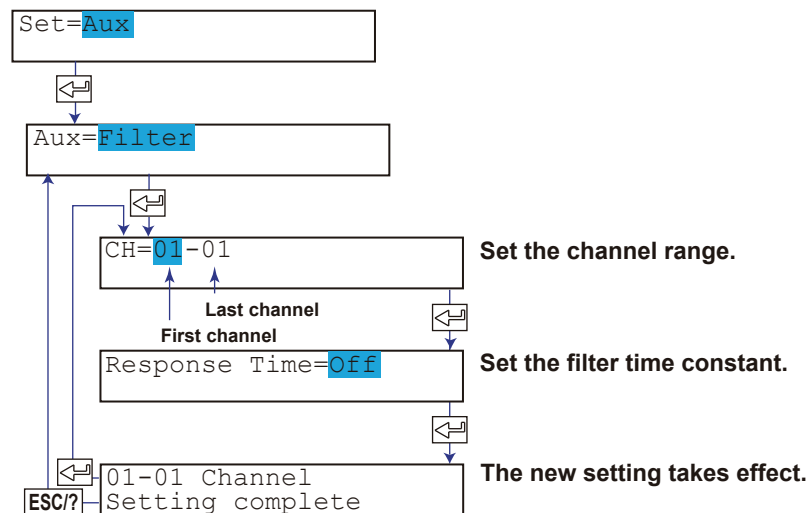 Set=Aux
Aux=Filter
CH=01-01
Set the channel range.
Last channel
First channel
Response Time=Off
Set the filter time constant.
01-01 Channel
The new setting takes effect.
ESC/?
Setting complete